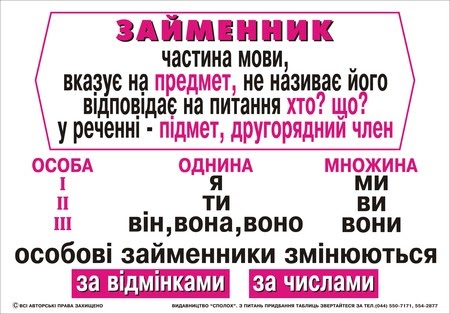 ЗАЙМЕННИК
частина мови,
вказує на предмет, не називає його
відповідає на питання хто? що?
у реченні - підмет, другорядний член
ОСОБА ОДНИНА МНОЖИНА
I я ми
II ти ви
III він,вона,воно вони
особові займенники змінюються
за відмінками за числами
© ВСІ АВТОРСЬКІ ПРАВА ЗАХИЩЕНО ВИДАВНИЦТВО "СПОЛОХ". З ПИТАНЬ ПРИДБАННЯ ТАБЛИЦЬ ЗВЕРТАЙТЕСЯ ЗА ТЕЛ.(044) 550-7171, 554-2877